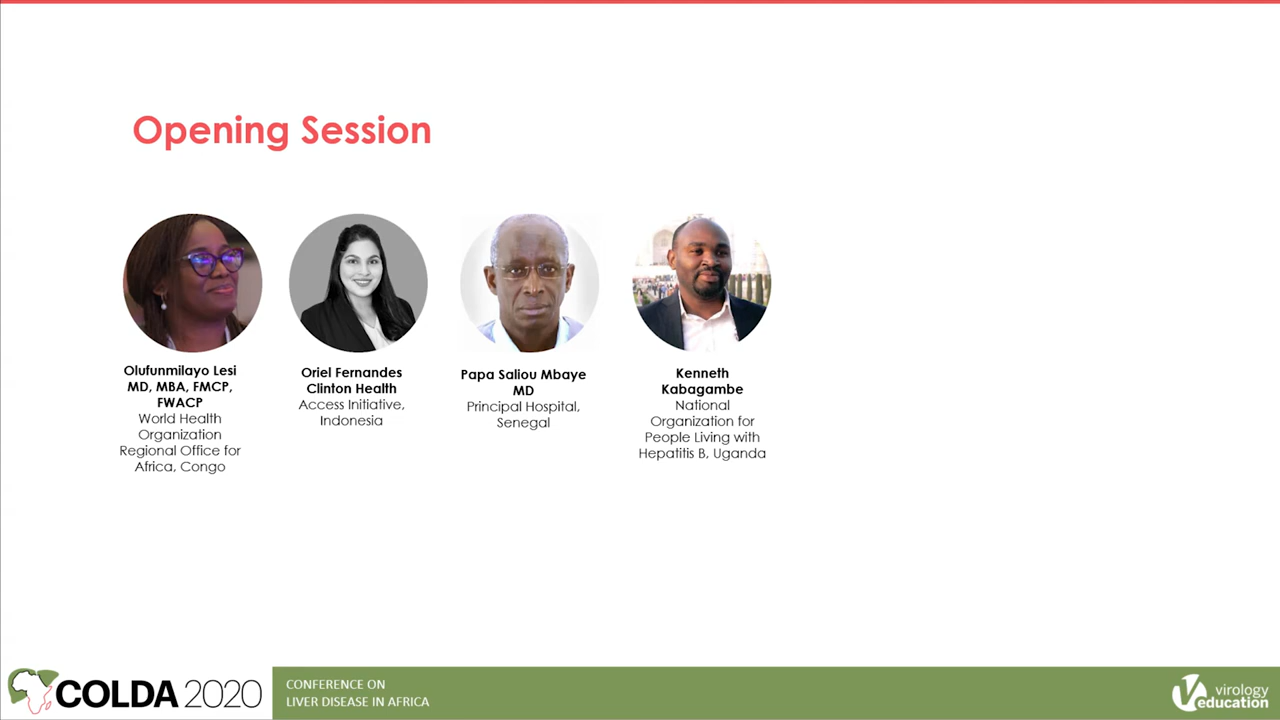 Opening Session
Olufunmilayo Lesi
MD, MBA, FMCP,
FWACP
World Health
Organization
Regional Office for
Africa, Congo
Oriel Fernandes
Clinton Health
Access Initiative,
Indonesia
Papa Saliou Mbaye
MD
Principal Hospital,
Senegal
Kenneth
Kabagambe
National
Organization for
People Living with
Hepatitis B, Uganda
COLDA 2020
CONFERENCE ON
LIVER DISEASE IN AFRICA
virology
education